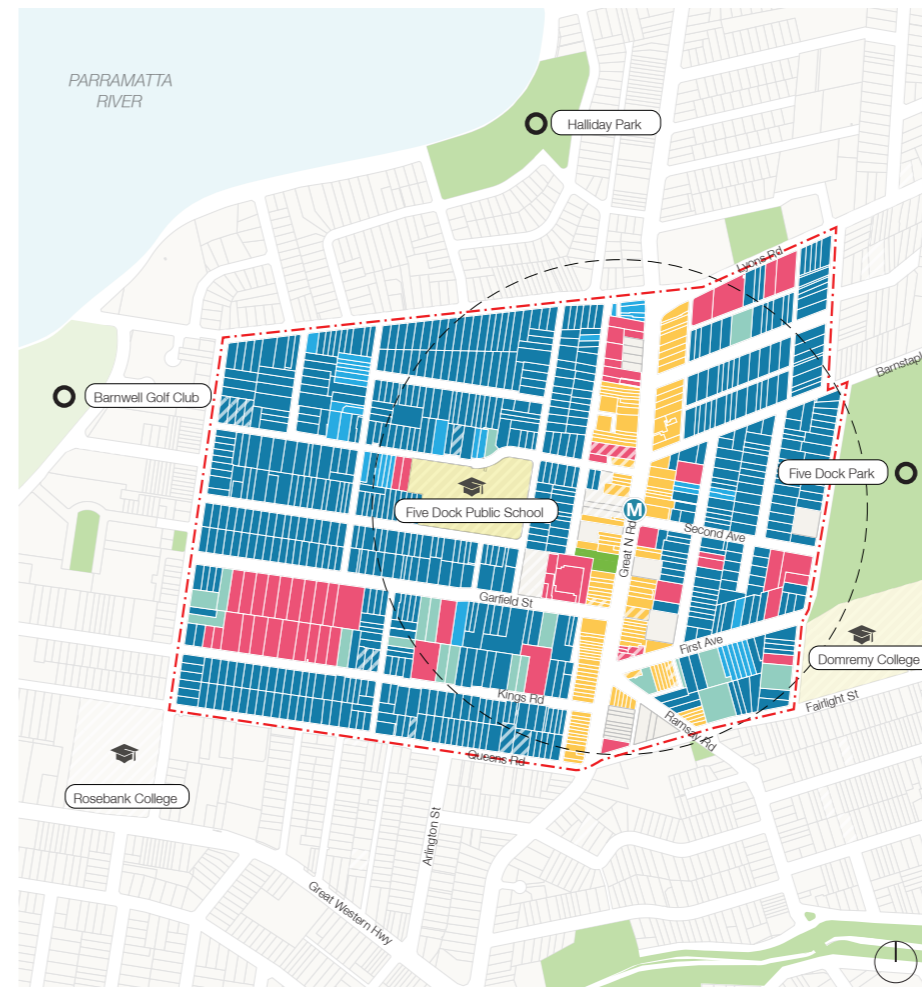 PARRAMATTA
RIVER
Halliday Park
Lyons Rd
Barnstapl
Barnwell Golf Club
Five Dock Park
Five Dock Public School
M
Great N Rd
Second Ave
Garfield St
First Ave
Domremy College
Kings Rd
Fairlight St
Ramsay Rd
Queens Rd
Rosebank College
Arlington St
Great Western Hwy